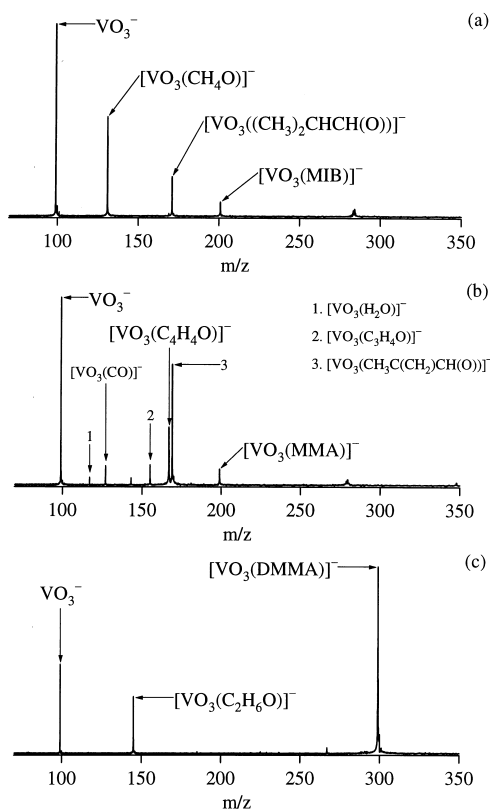 (a)
VO₃⁻
[VO₃(CH₄O)]⁻
[VO₃((CH₃)₂CHCH(O))]⁻
[VO₃(MIB)]⁻
100 150 200 250 300 350
m/z
(b)
VO₃⁻
1. [VO₃(H₂O)]⁻
[VO₃(C₄H₄O)]⁻
2. [VO₃(C₃H₄O)]⁻
3. [VO₃(CH₃C(CH₂)CH(O))]⁻
[VO₃(CO)]⁻
3
2
1
[VO₃(MMA)]⁻
100 150 200 250 300 350
m/z
(c)
[VO₃(DMMA)]⁻
VO₃⁻
[VO₃(C₂H₆O)]⁻
100 150 200 250 300 350
m/z